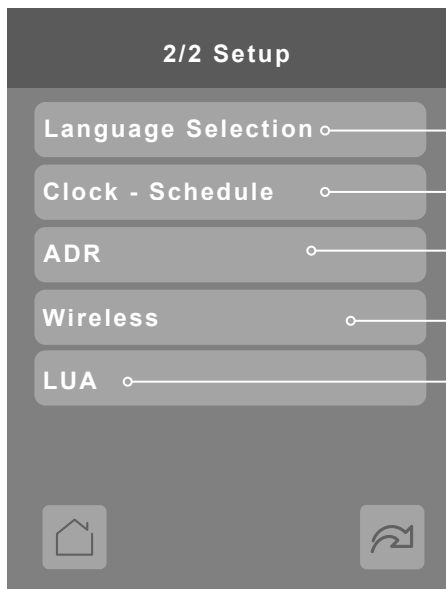 2/2 Setup
Language Selection
Clock - Schedule
ADR
Wireless
LUA